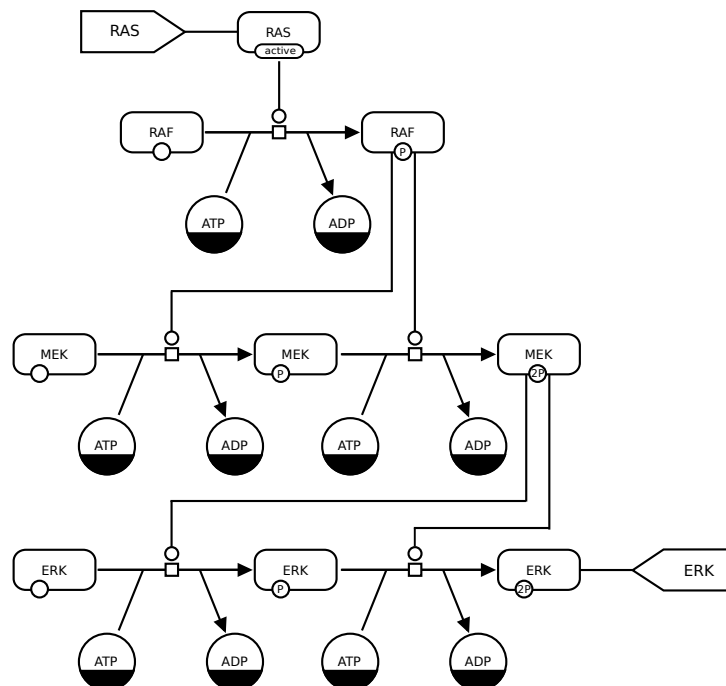 RAS
RAS
active
RAF
RAF
P
ATP
ADP
MEK
MEK
MEK
P
2P
ATP
ADP
ATP
ADP
ERK
ERK
ERK
ERK
P
2P
ATP
ADP
ATP
ADP